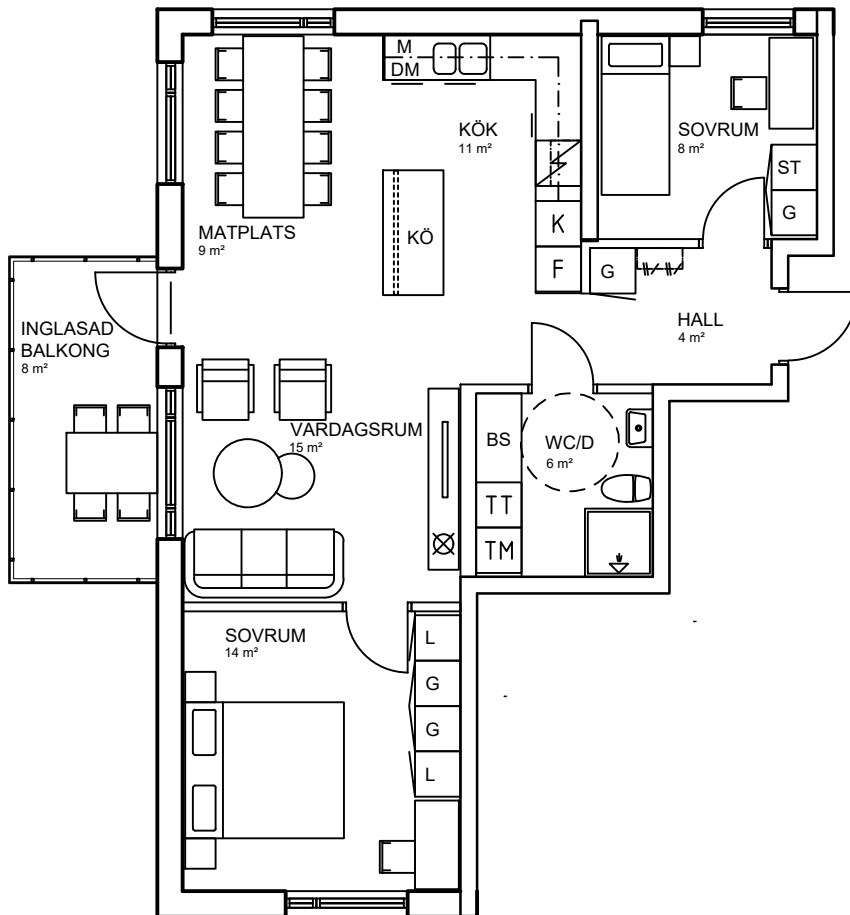 M
DM
KÖK
11 m²
SOVRUM
8 m²
ST
G
MATPLATS
9 m²
KÖ
K
F
G
HALL
4 m²
INGLASAD
BALKONG
8 m²
VARDAGSRUM
15 m²
BS
WC/D
6 m²
TT
TM
SOVRUM
14 m²
L
G
G
L